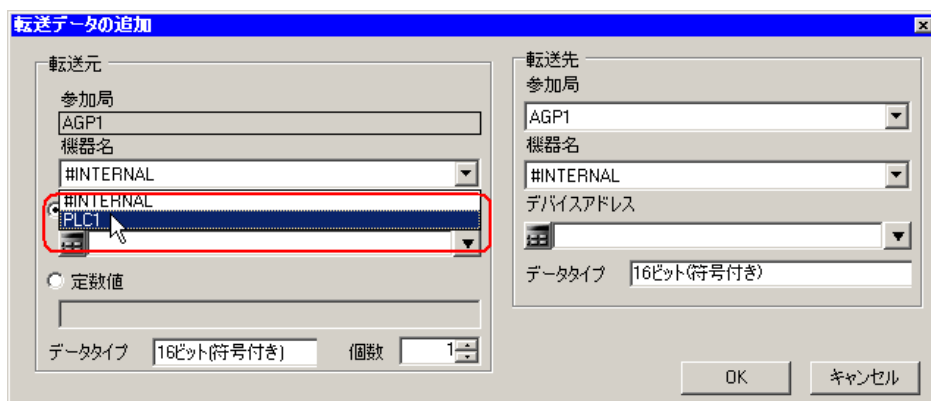 転送データの追加
転送元
参加局
AGP1
機器名
#INTERNAL
#INTERNAL
PLC1
定数値
データタイプ 16ビット(符号付き) 個数 1
転送先
参加局
AGP1
機器名
#INTERNAL
デバイスアドレス
データタイプ 16ビット(符号付き)
OK キャンセル